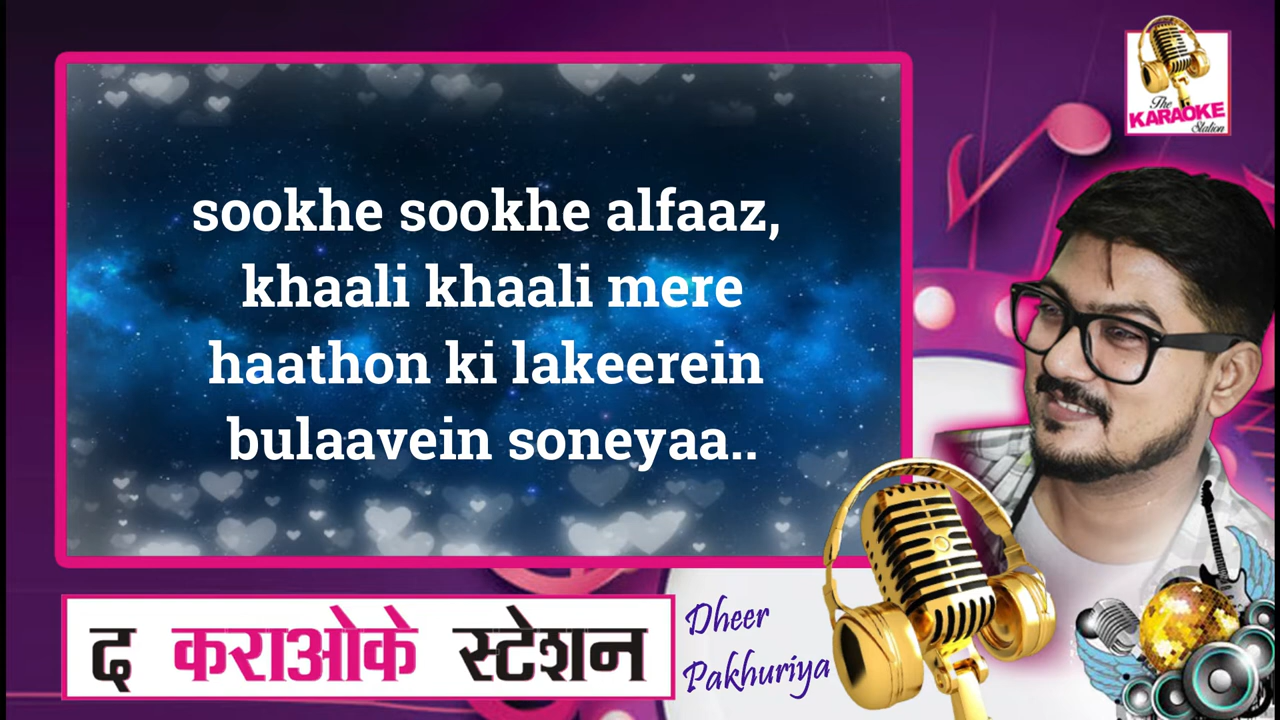 The
KARAOKE
Station
sookhe sookhe alfaaz,
khaali khaali mere
haathon ki lakeerein
bulaavein soneyaa..
द कराओके स्टेशन
Dheer
Pakhuriya